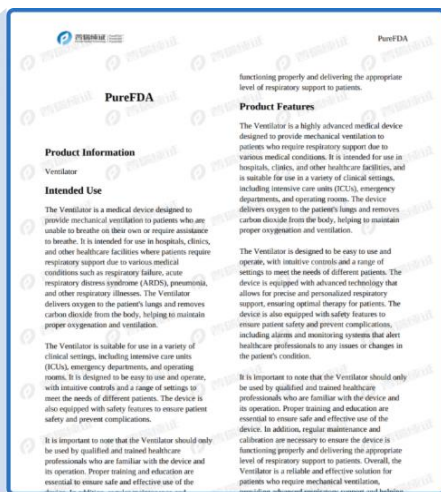 PureFDA
PureFDA
Product Information
Ventilator
Intended Use
The Ventilator is a medical device designed to
provide mechanical ventilation to patients who are
unable to breathe on their own or require assistance
to breathe. It is intended for use in hospitals, clinics,
and other healthcare facilities where patients require
respiratory support due to various medical
conditions such as respiratory failure, acute
respiratory distress syndrome (ARDS), pneumonia,
and other respiratory illnesses. The Ventilator
delivers oxygen to the patient's lungs and removes
carbon dioxide from the body, helping to maintain
proper oxygenation and ventilation.
The Ventilator is suitable for use in a variety of
clinical settings, including intensive care units
(ICUs), emergency departments, and operating
rooms. It is designed to be easy to use and operate,
with intuitive controls and a range of settings to
meet the needs of different patients. The device is
also equipped with safety features to ensure patient
safety and prevent complications.
It is important to note that the Ventilator should only
be used by qualified and trained healthcare
professionals who are familiar with the device and
its operation. Proper training and education are
essential to ensure safe and effective use of the
functioning properly and delivering the appropriate
level of respiratory support to patients.
Product Features
The Ventilator is a highly advanced medical device
designed to provide mechanical ventilation to
patients who require respiratory support due to
various medical conditions. It is intended for use in
hospitals, clinics, and other healthcare facilities, and
is suitable for use in a variety of clinical settings,
including intensive care units (ICUs), emergency
departments, and operating rooms. The device
delivers oxygen to the patient's lungs and removes
carbon dioxide from the body, helping to maintain
proper oxygenation and ventilation.
The Ventilator is designed to be easy to use and
operate, with intuitive controls and a range of
settings to meet the needs of different patients. The
device is equipped with advanced technology that
allows for precise and personalized respiratory
support, ensuring optimal therapy for patients. The
device is also equipped with safety features to
ensure patient safety and prevent complications,
including alarms and monitoring systems that alert
healthcare professionals to any issues or changes in
the patient's condition.
It is important to note that the Ventilator should only
be used by qualified and trained healthcare
professionals who are familiar with the device and
its operation. Proper training and education are
essential to ensure safe and effective use of the
device. In addition, regular maintenance and
calibration are necessary to ensure the device is
functioning properly and delivering the appropriate
level of respiratory support to patients. Overall, the
Ventilator is a reliable and effective solution for
patients who require mechanical ventilation,